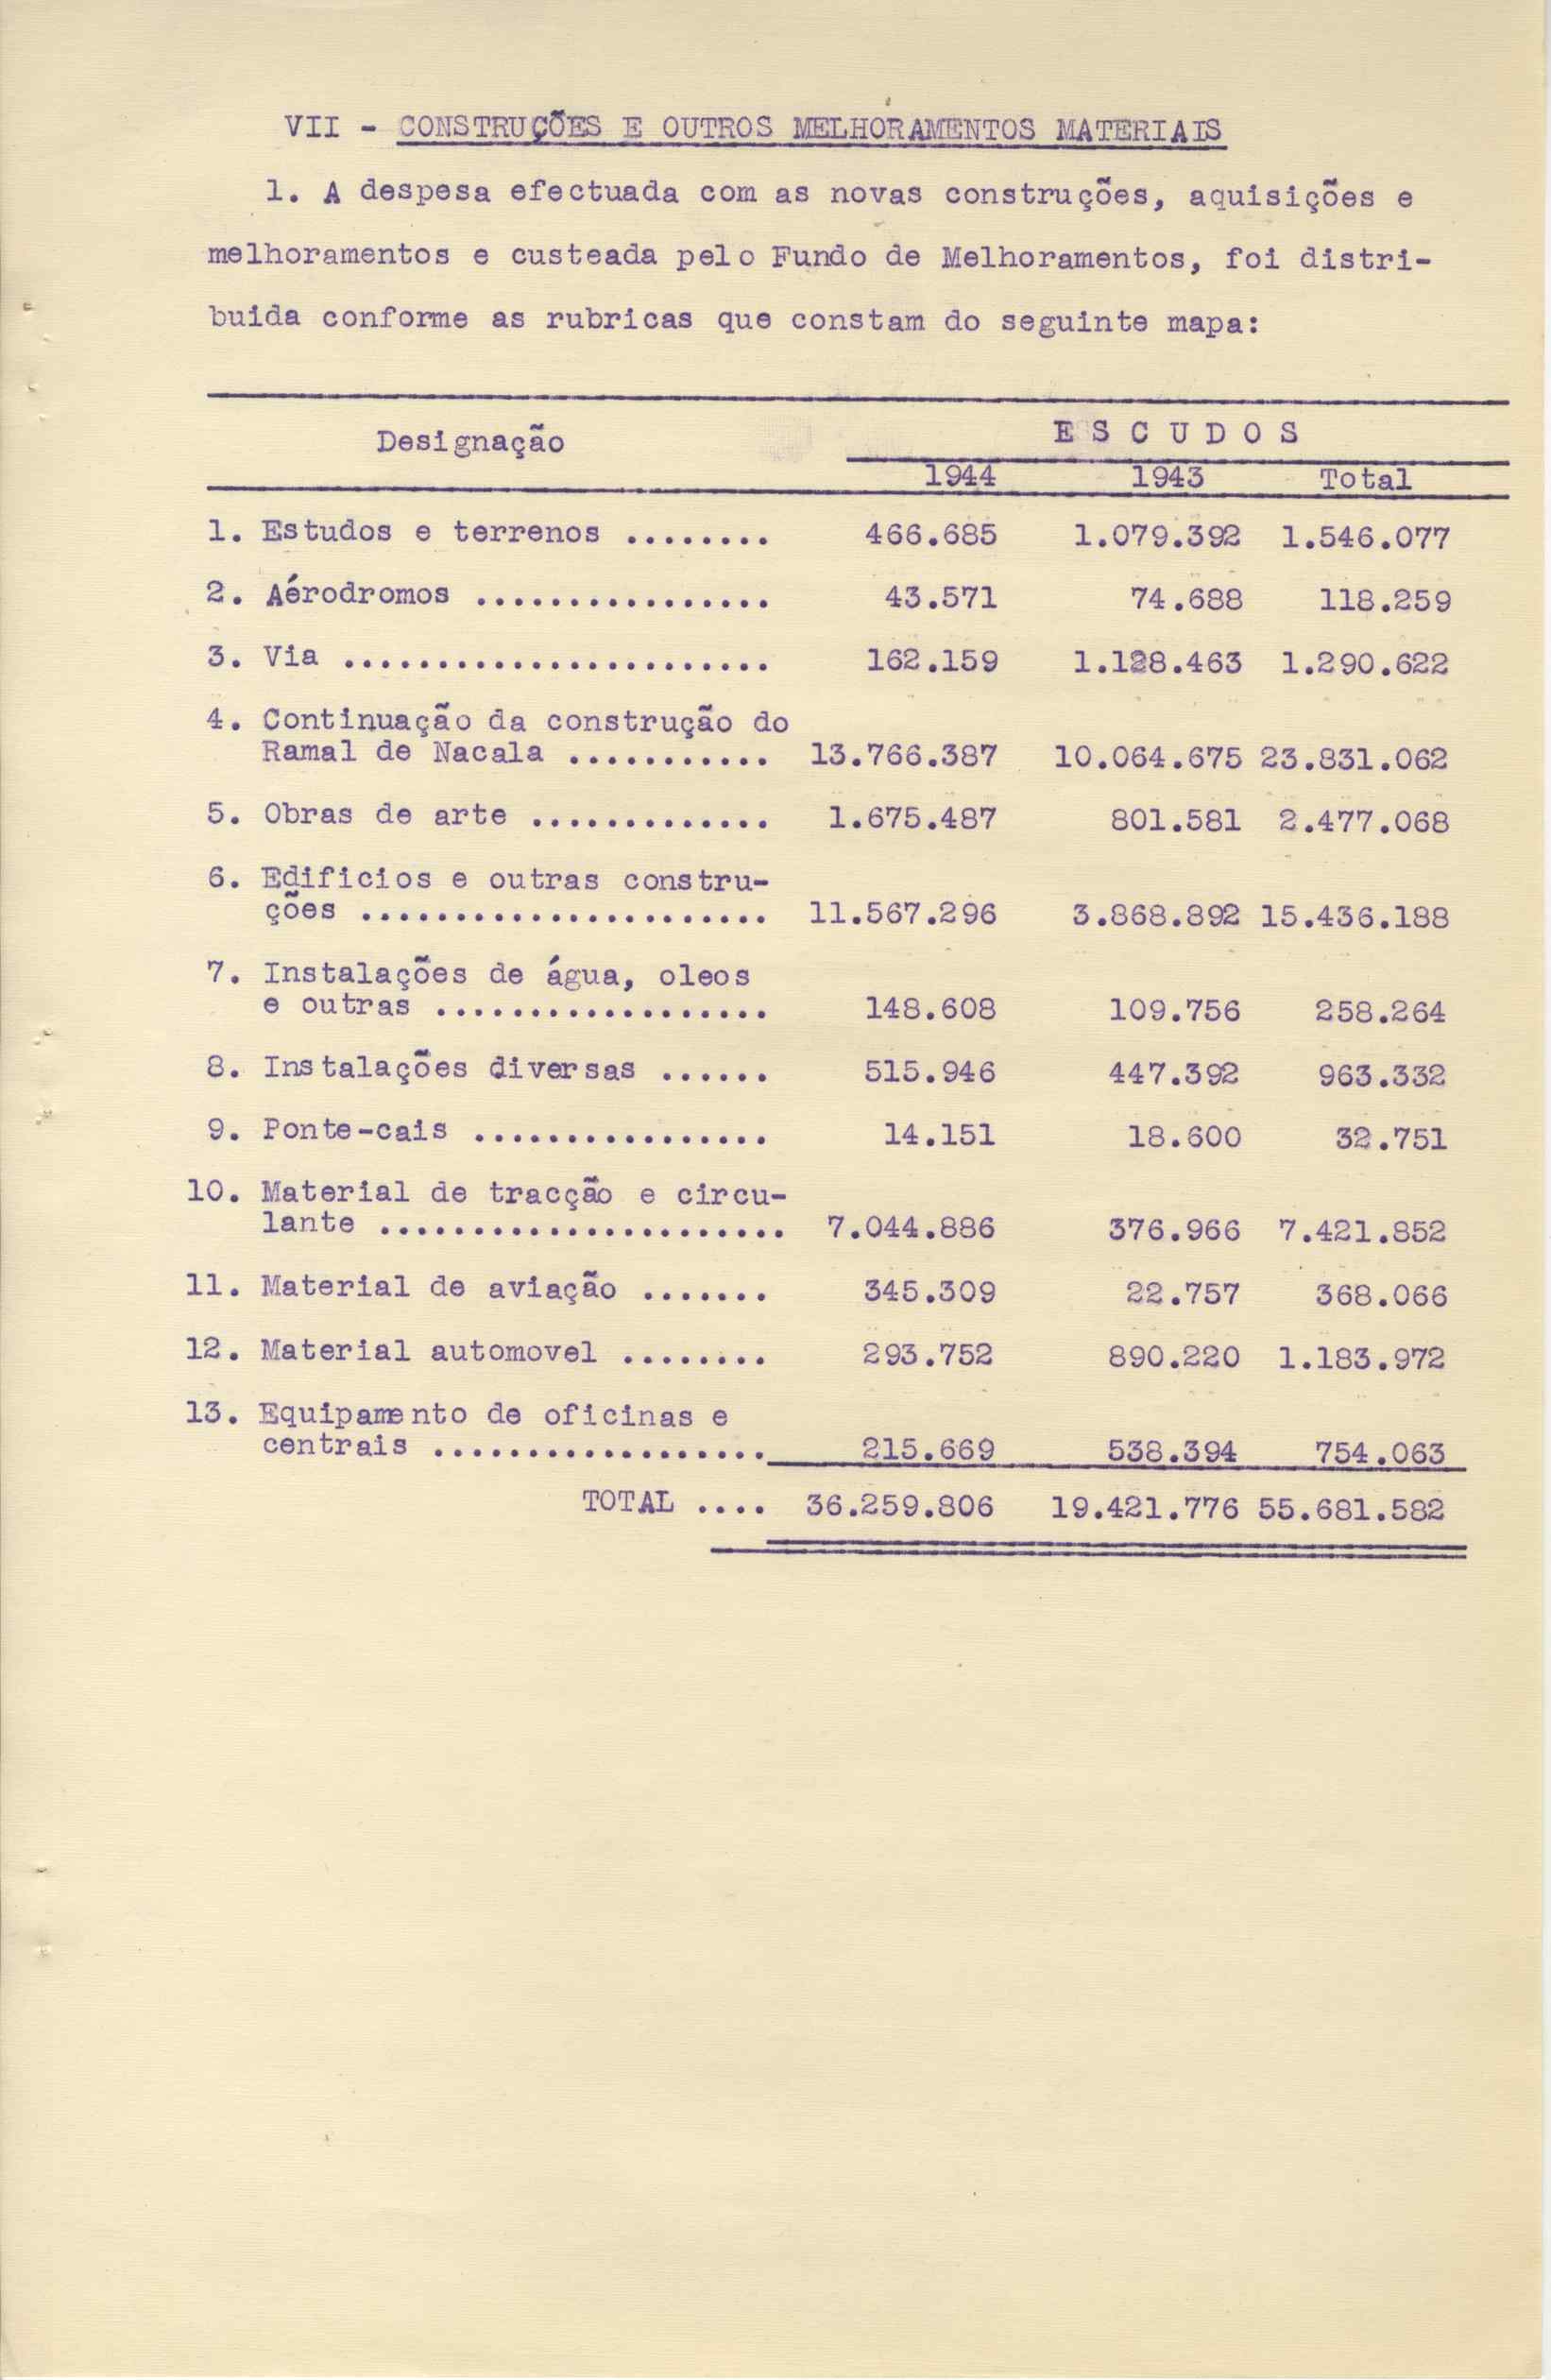 VII - CONSTRUÇÕES E OUTROS MELHORAMENTOS MATERIAIS
1. A despesa efectuada com as novas construções, aquisições e
melhoramentos e custeada pelo Fundo de Melhoramentos, foi distri-
buida conforme as rubricas que constam do seguinte mapa:
Designação E S C U D O S
1944 1943 Total
1. Estudos e terrenos ........ 466.685 1.079.392 1.546.077
2. Aérodromos ................ 43.571 74.688 118.259
3. Via ....................... 162.159 1.128.463 1.290.622
4. Continuação da construção do
Ramal de Nacala ........... 13.766.387 10.064.675 23.831.062
5. Obras de arte ............. 1.675.487 801.581 2.477.068
6. Edificios e outras constru-
ções ...................... 11.567.296 3.868.892 15.436.188
7. Instalações de água, oleos
e outras .................. 148.608 109.756 258.264
8. Instalações diversas ...... 515.946 447.392 963.332
9. Ponte-cais ................ 14.151 18.600 32.751
10. Material de tracção e circu-
lante ...................... 7.044.886 376.966 7.421.852
11. Material de aviação ....... 345.309 22.757 368.066
12. Material automovel ........ 293.752 890.220 1.183.972
13. Equipamento de oficinas e
centrais .................. 215.669 538.394 754.063
TOTAL .... 36.259.806 19.421.776 55.681.582